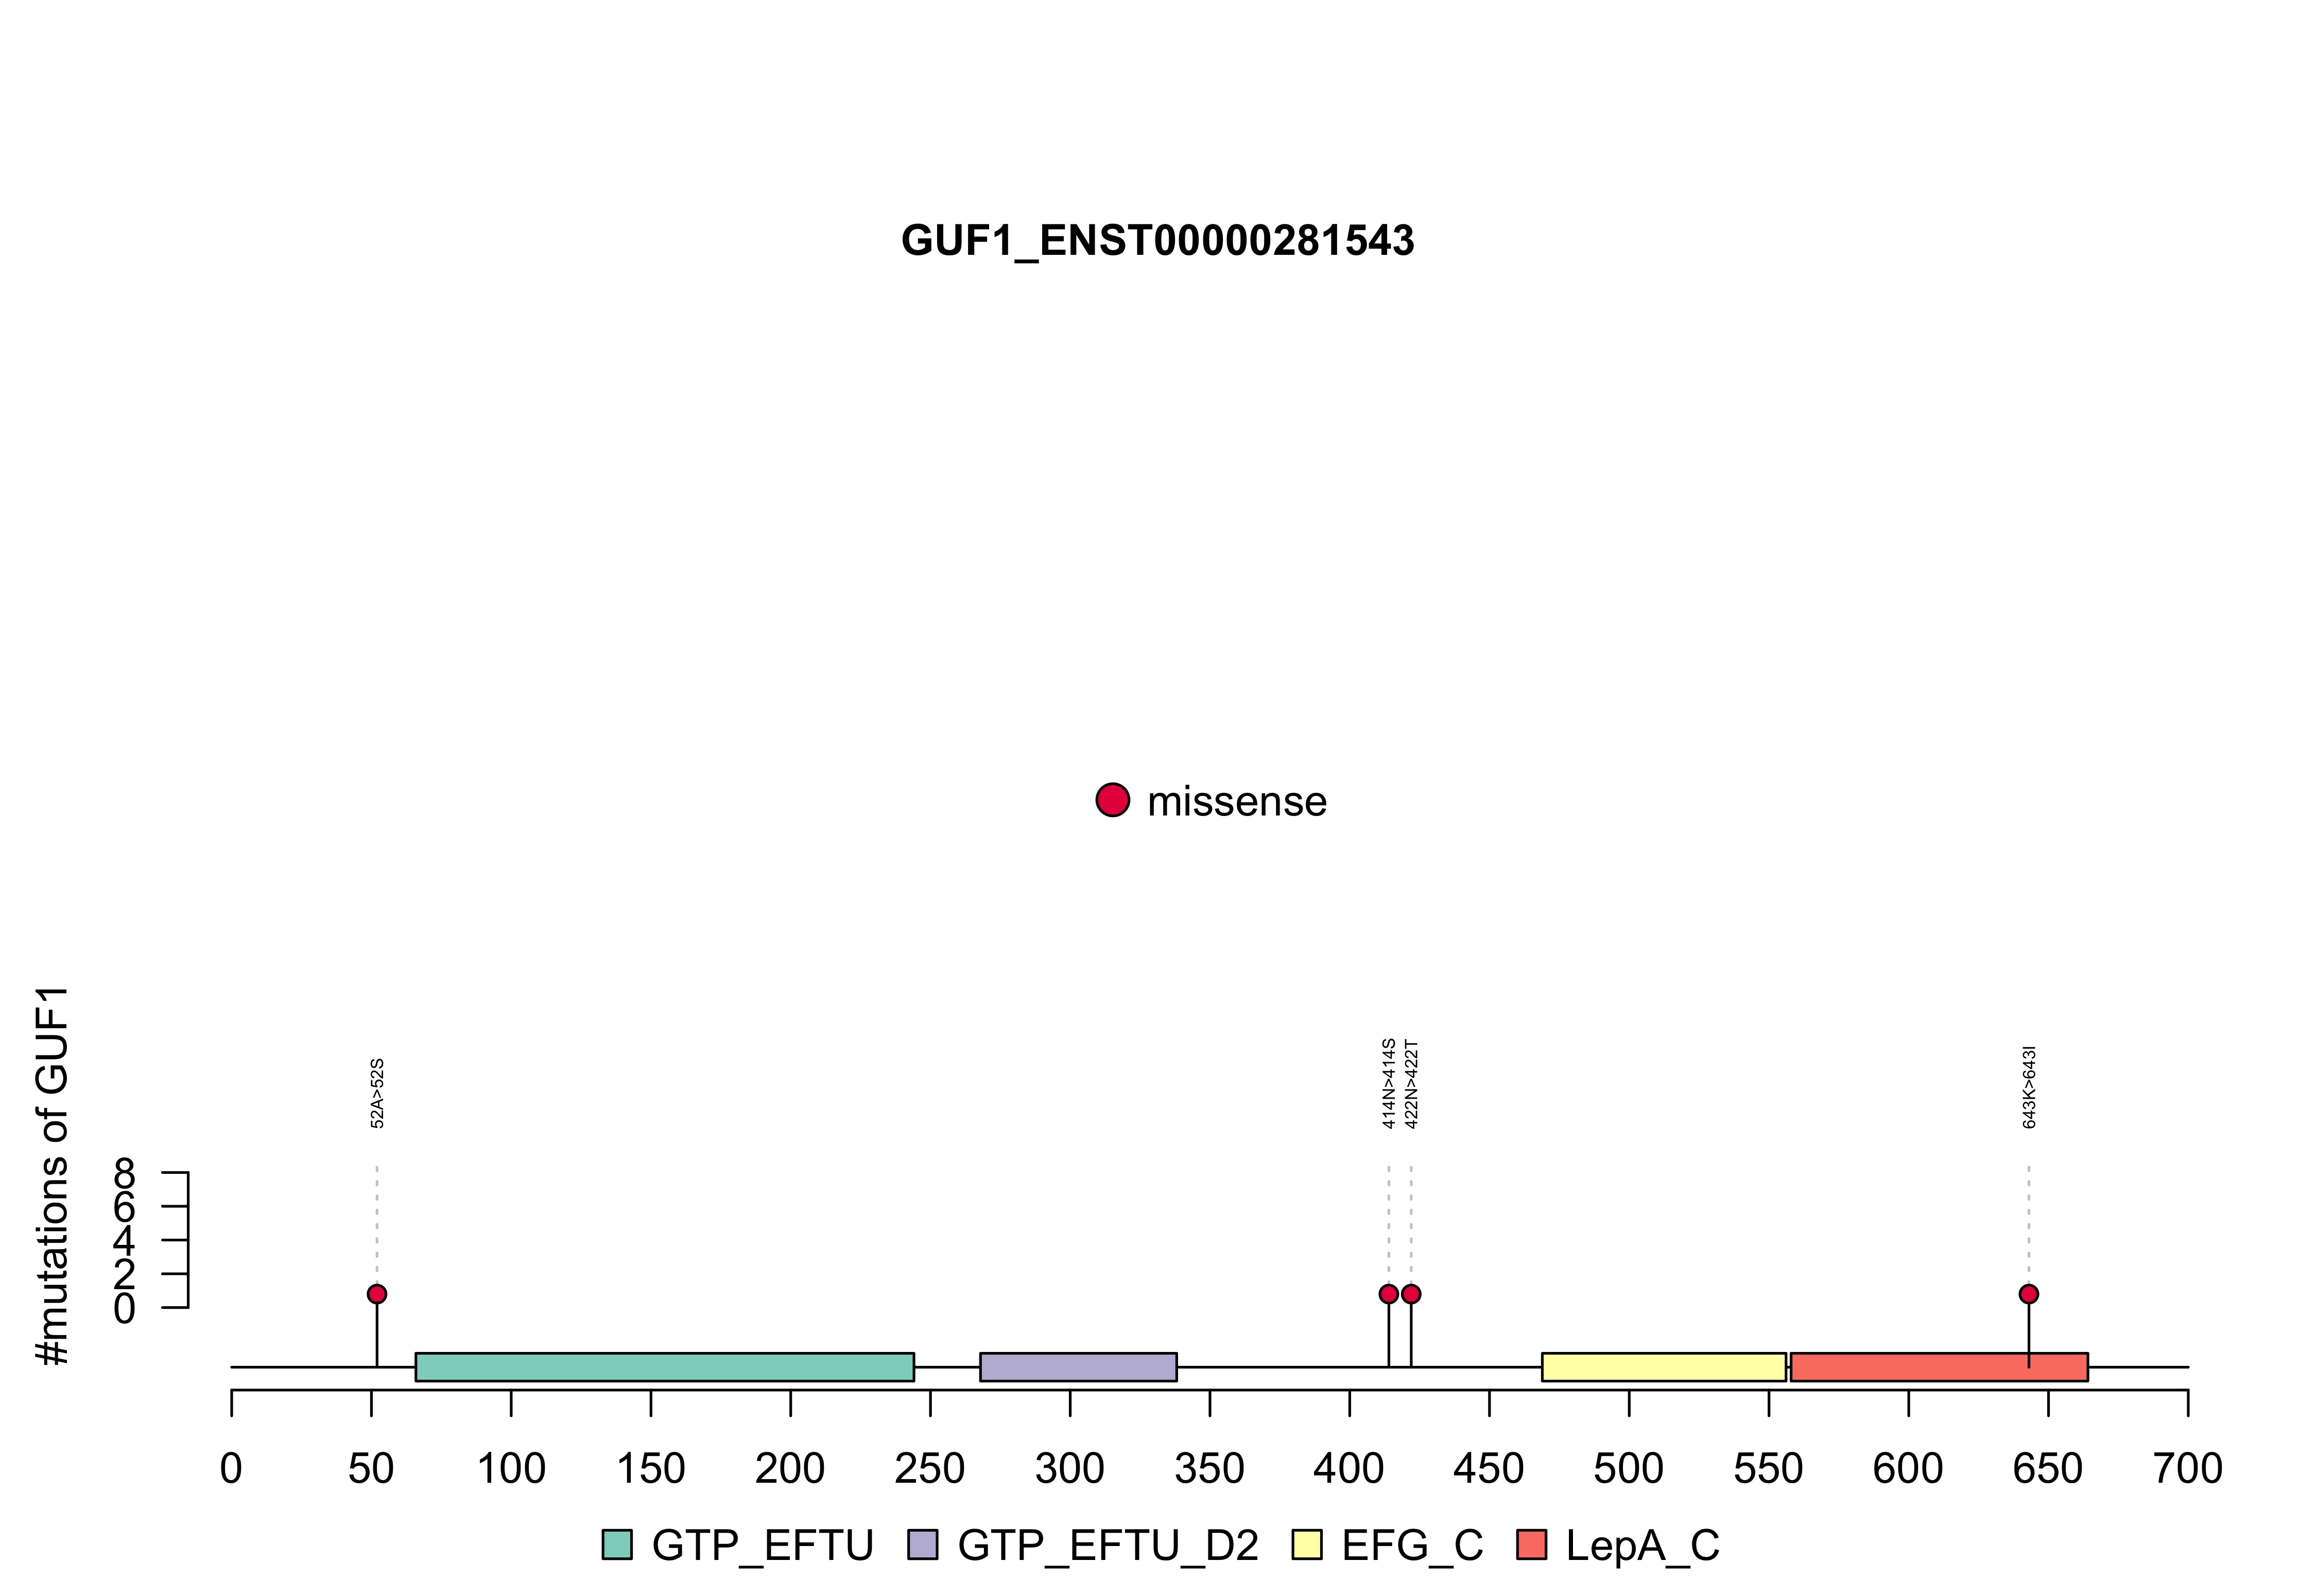 GUF1_ENST00000281543
missense
#mutations of GUF1
52A>52S
414N>414S
422N>422T
643K>643I
8
6
4
2
0
0 50 100 150 200 250 300 350 400 450 500 550 600 650 700
GTP_EFTU GTP_EFTU_D2 EFG_C LepA_C